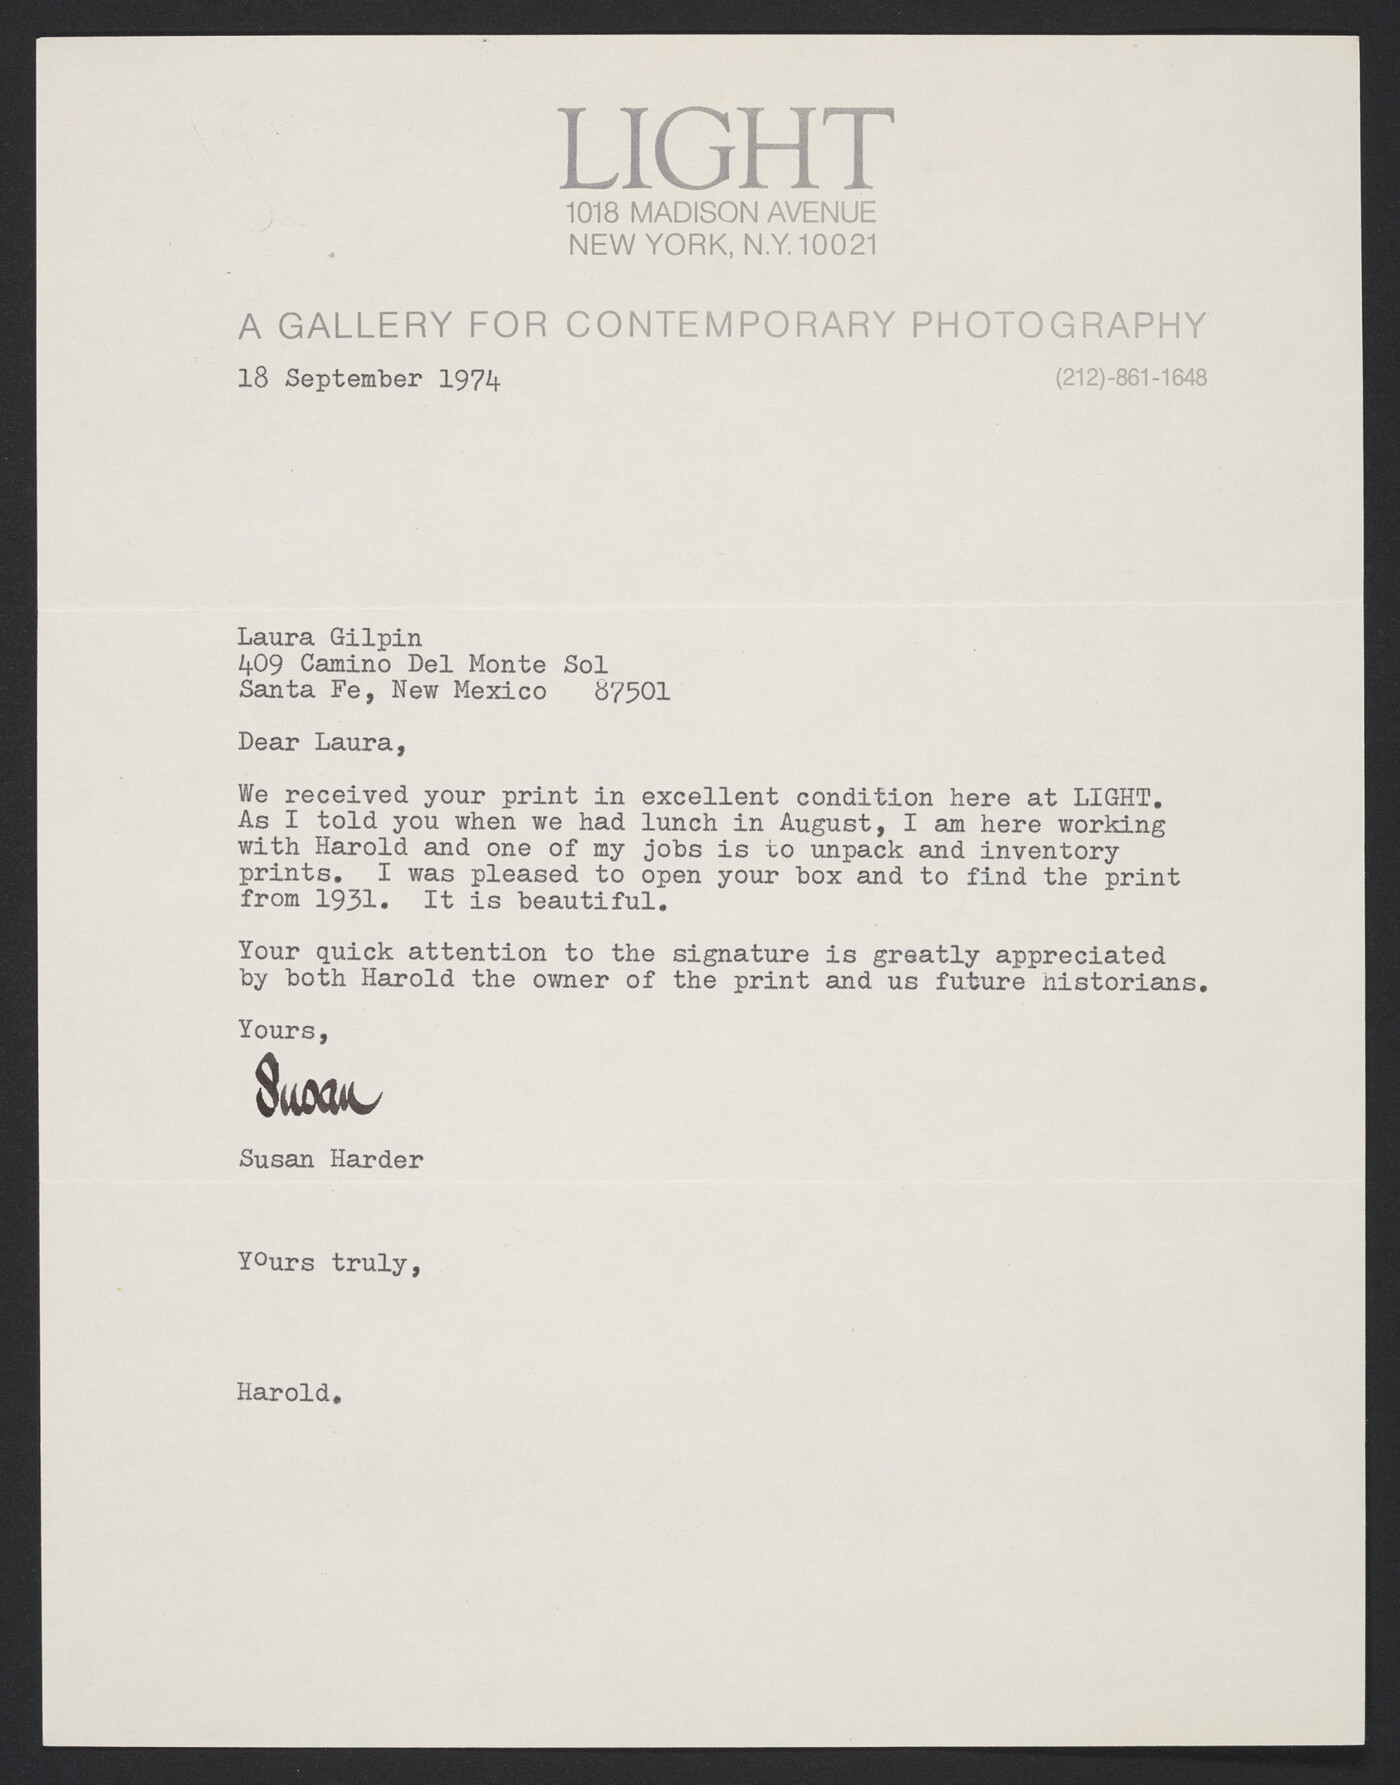 LIGHT
1018 MADISON AVENUE
NEW YORK, N.Y. 10021
A GALLERY FOR CONTEMPORARY PHOTOGRAPHY
18 September 1974
(212)-861-1648
Laura Gilpin
409 Camino Del Monte Sol
Santa Fe, New Mexico   87501
Dear Laura,
We received your print in excellent condition here at LIGHT.
As I told you when we had lunch in August, I am here working
with Harold and one of my jobs is to unpack and inventory
prints.  I was pleased to open your box and to find the print
from 1931.  It is beautiful.
Your quick attention to the signature is greatly appreciated
by both Harold the owner of the print and us future historians.
Yours,
Susan
Susan Harder
Yours truly,
Harold.